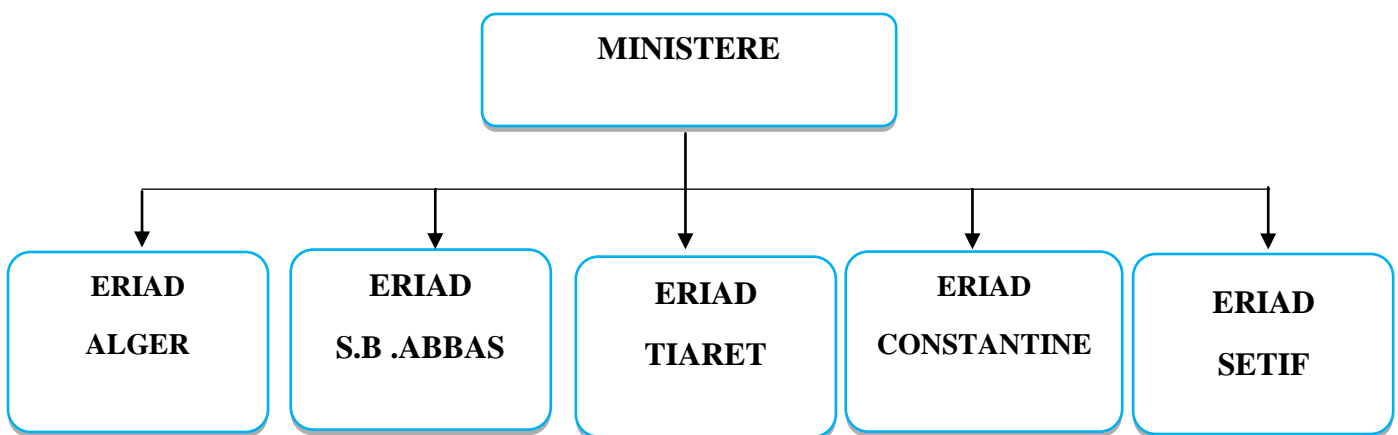 MINISTERE
ERIAD
ALGER
ERIAD
S.B .ABBAS
ERIAD
TIARET
ERIAD
CONSTANTINE
ERIAD
SETIF